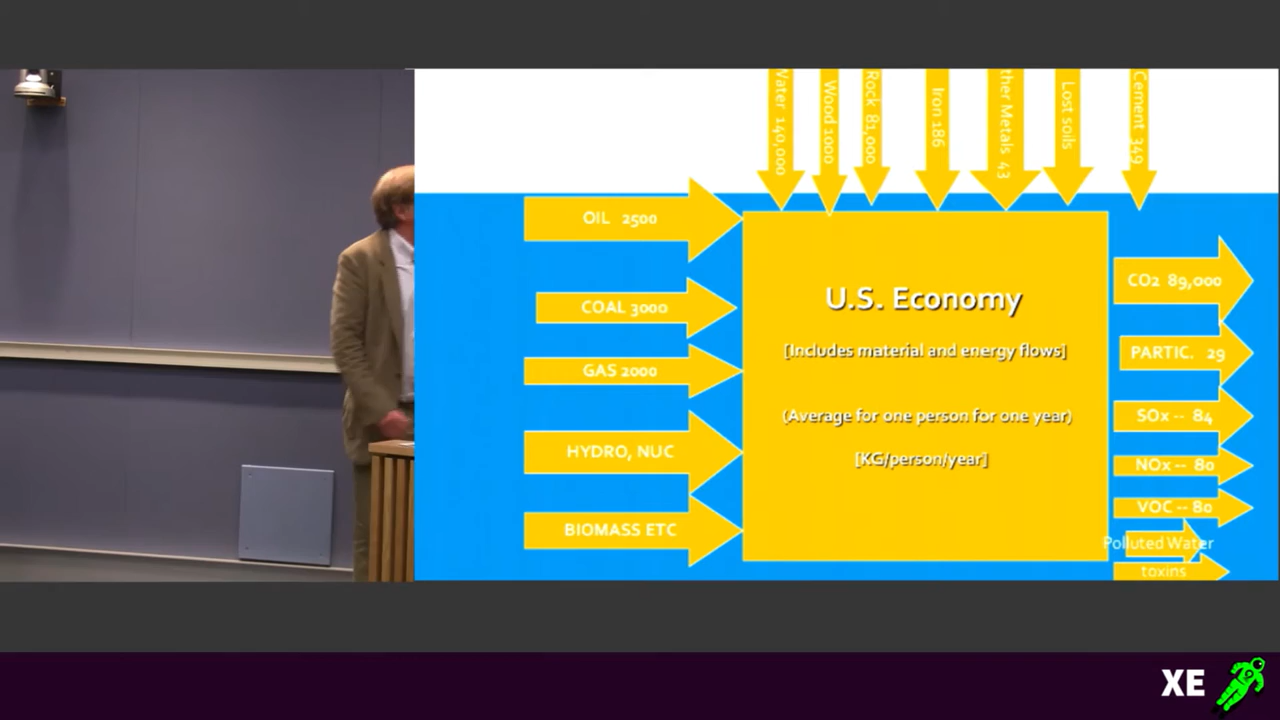 Water 140,000
Wood 1000
Rock 81,000
Iron 186
ther Metals 43
Lost soils
Cement 349
OIL 2500
COAL 3000
GAS 2000
HYDRO, NUC
BIOMASS ETC
U.S. Economy
[Includes material and energy flows]
(Average for one person for one year)
[KG/person/year]
CO2 89,000
PARTIC. 29
SOx -- 84
NOx -- 80
VOC -- 80
Polluted Water
toxins
XE